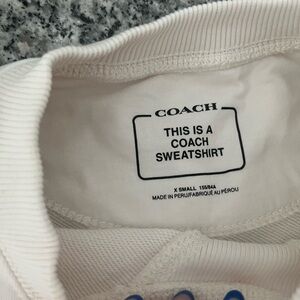 COACH
THIS IS A
COACH
SWEATSHIRT
X SMALL 155/84A
MADE IN PERU/FABRIQUÉ AU PÉROU